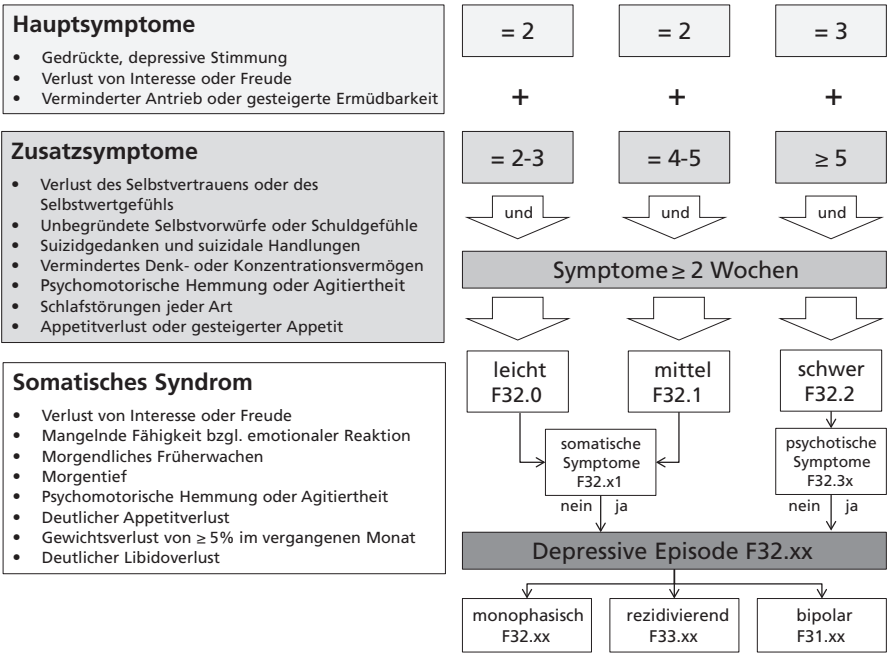 Hauptsymptome
• Gedrückte, depressive Stimmung
• Verlust von Interesse oder Freude
• Verminderter Antrieb oder gesteigerte Ermüdbarkeit
= 2
= 2
= 3
+
+
+
Zusatzsymptome
• Verlust des Selbstvertrauens oder des
Selbstwertgefühls
• Unbegründete Selbstvorwürfe oder Schuldgefühle
• Suizidgedanken und suizidale Handlungen
• Vermindertes Denk- oder Konzentrationsvermögen
• Psychomotorische Hemmung oder Agitiertheit
• Schlafstörungen jeder Art
• Appetitverlust oder gesteigerter Appetit
= 2-3
= 4-5
≥ 5
und
und
und
Symptome ≥ 2 Wochen
Somatisches Syndrom
• Verlust von Interesse oder Freude
• Mangelnde Fähigkeit bzgl. emotionaler Reaktion
• Morgendliches Früherwachen
• Morgentief
• Psychomotorische Hemmung oder Agitiertheit
• Deutlicher Appetitverlust
• Gewichtsverlust von ≥ 5% im vergangenen Monat
• Deutlicher Libidoverlust
leicht
F32.0
mittel
F32.1
schwer
F32.2
somatische
Symptome
F32.x1
psychotische
Symptome
F32.3x
nein ja
nein ja
Depressive Episode F32.xx
monophasisch
F32.xx
rezidivierend
F33.xx
bipolar
F31.xx